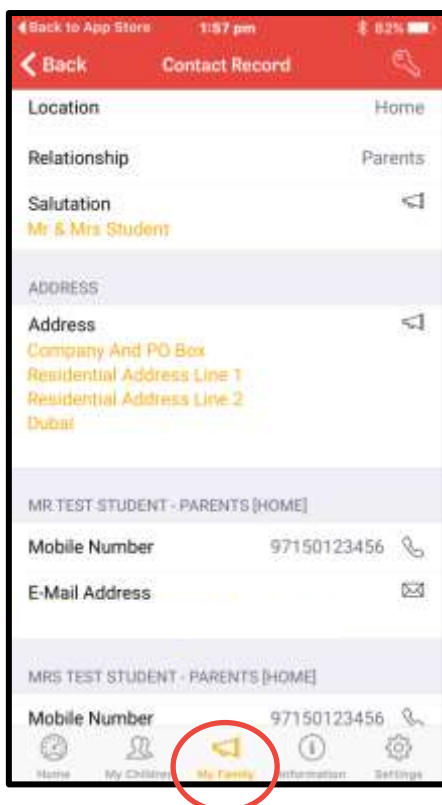 Back to App Store 1:57 pm 82%
Back Contact Record
Location Home
Relationship Parents
Salutation
Mr & Mrs Student
ADDRESS
Address
Company And PO Box
Residential Address Line 1
Residential Address Line 2
Dubai
MR TEST STUDENT - PARENTS [HOME]
Mobile Number 97150123456
E-Mail Address
MRS TEST STUDENT - PARENTS [HOME]
Mobile Number 97150123456
Home My Children My Family Information Settings